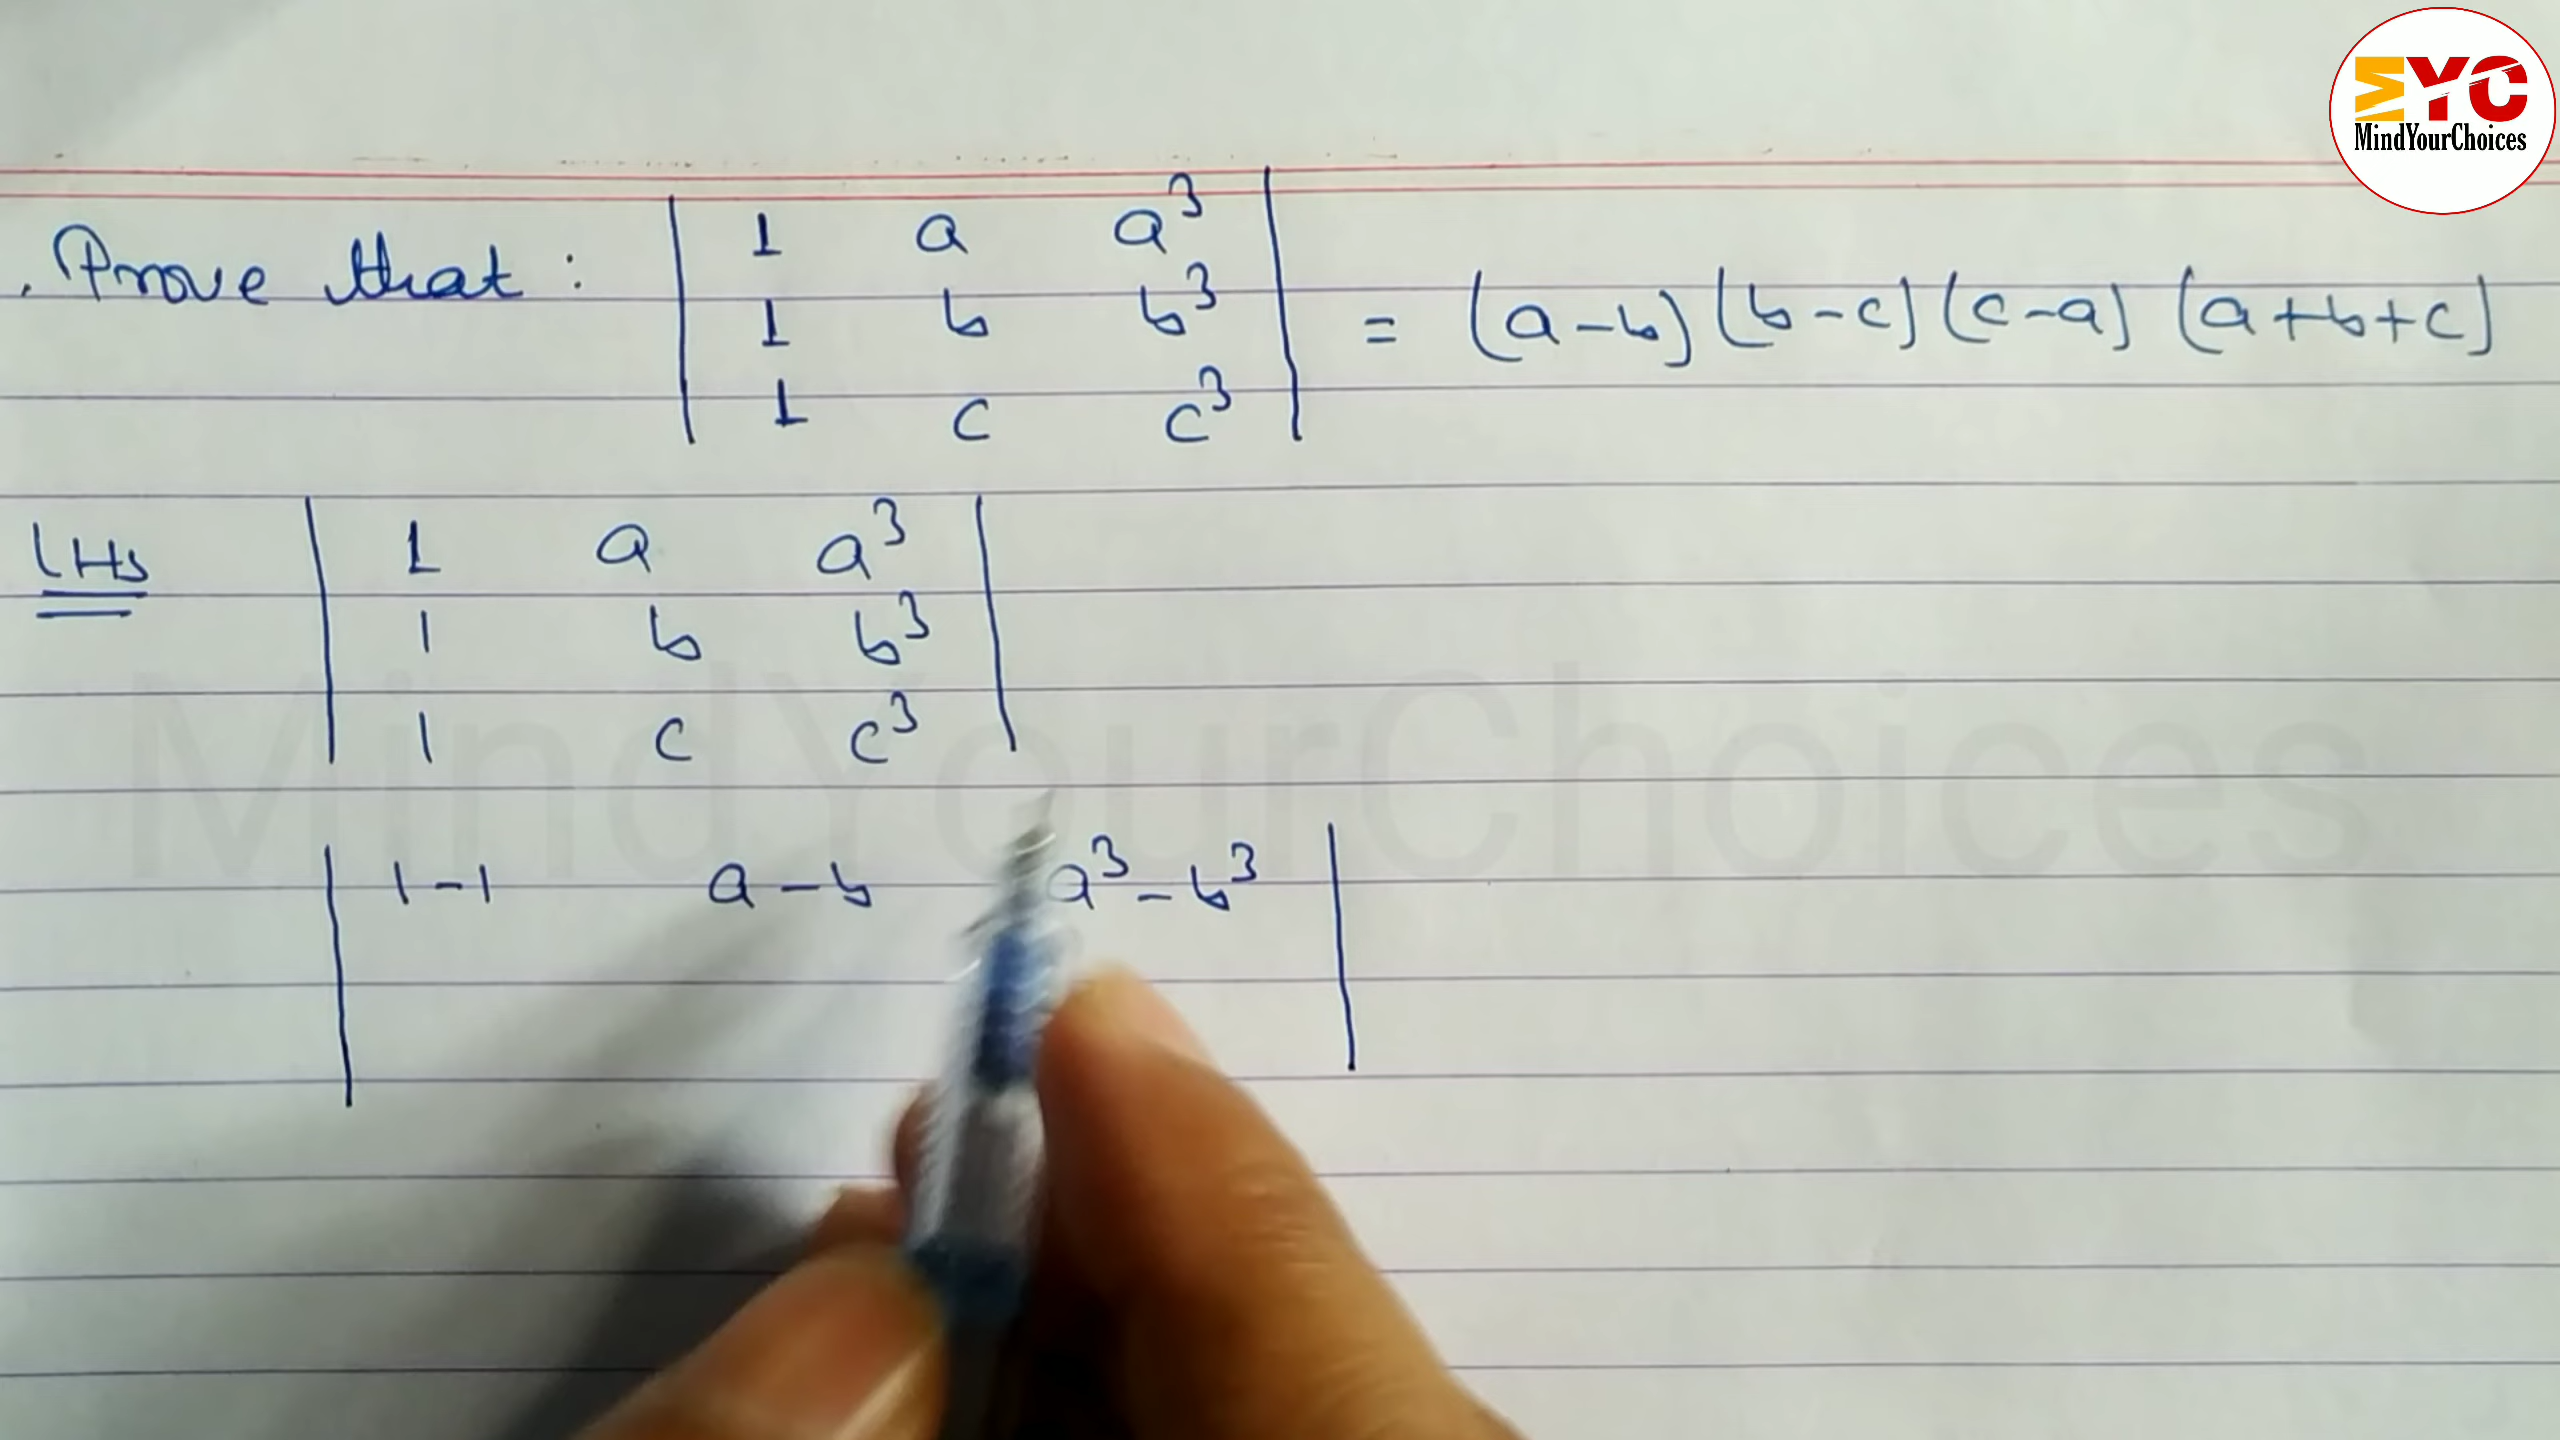 MYC
MindYourChoices
. Prove that : | 1 a a³ |
| 1 b b³ | = (a-b) (b-c) (c-a) (a+b+c)
| 1 c c³ |
LHS | 1 a a³ |
| 1 b b³ |
| 1 c c³ |
| 1-1 a-b a³-b³ |
MindYourChoices